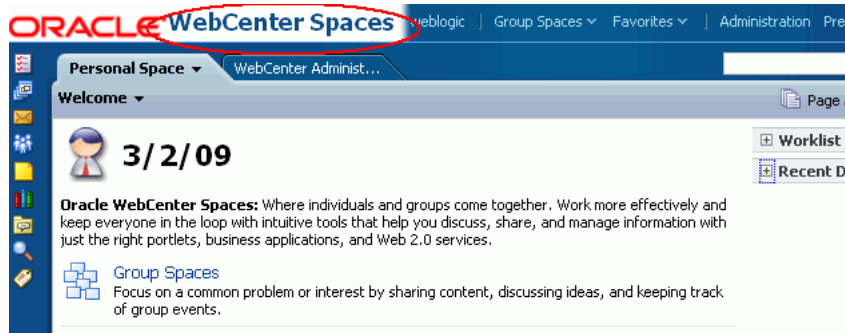 ORACLE WebCenter Spaces weblogic | Group Spaces Favorites | Administration Pre
Personal Space WebCenter Administ...
Welcome Page
3/2/09 Worklist
Recent D
Oracle WebCenter Spaces: Where individuals and groups come together. Work more effectively and
keep everyone in the loop with intuitive tools that help you discuss, share, and manage information with
just the right portlets, business applications, and Web 2.0 services.
Group Spaces
Focus on a common problem or interest by sharing content, discussing ideas, and keeping track
of group events.